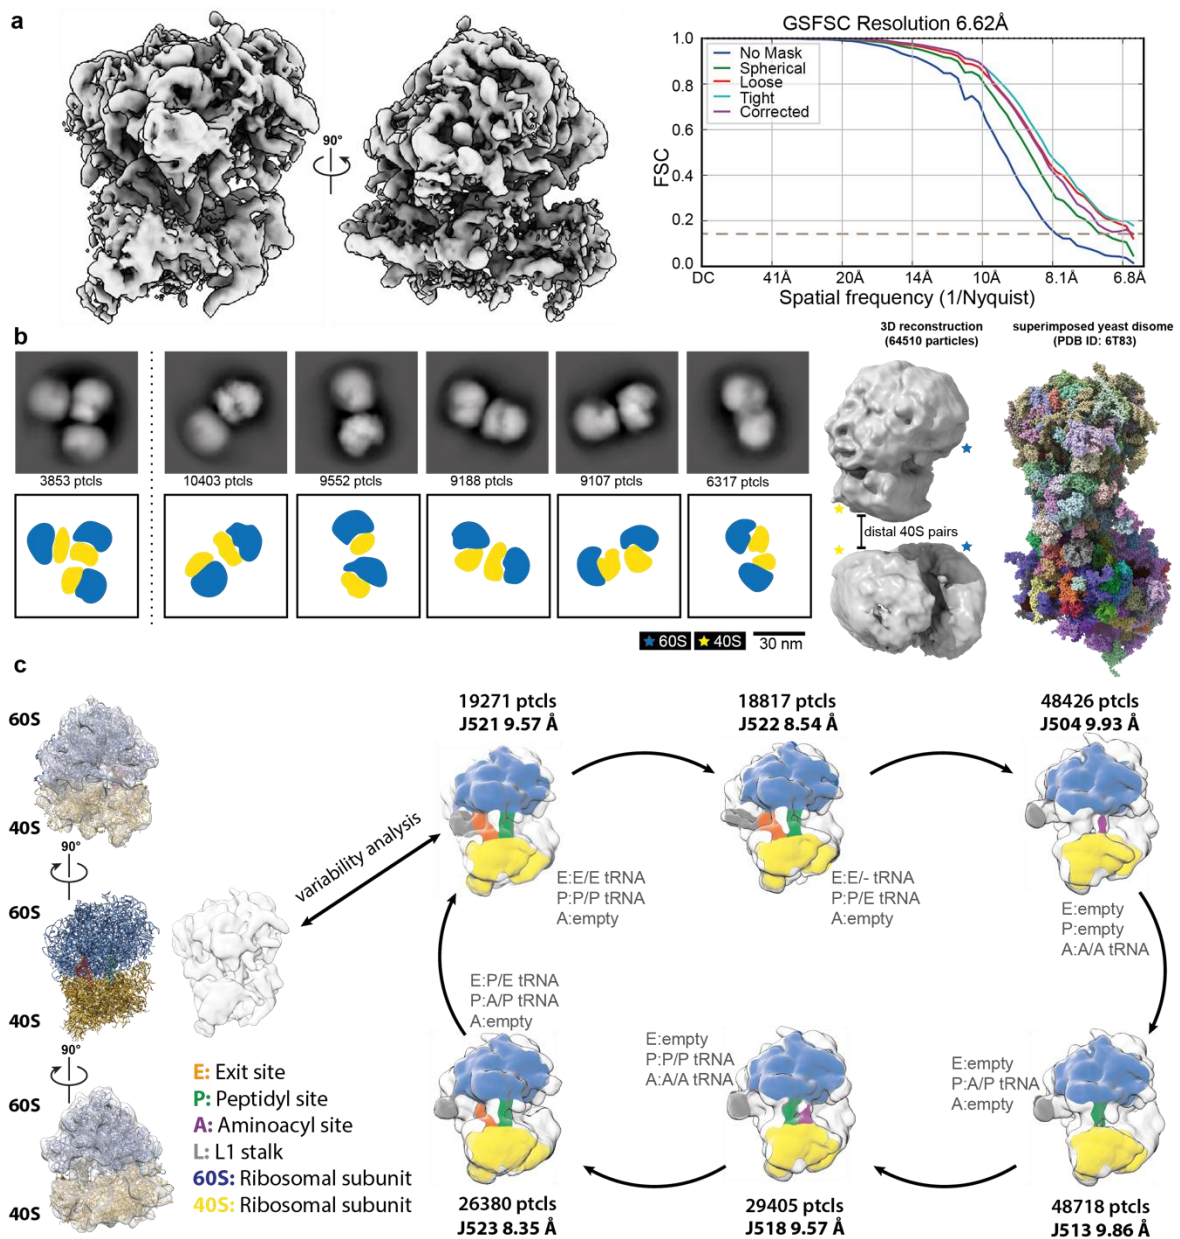 a
90°
GSFSC Resolution 6.62Å
1.0
0.8
0.6
0.4
0.2
0.0
FSC
No Mask
Spherical
Loose
Tight
Corrected
DC
41Å
20Å
14Å
10Å
8.1Å
6.8Å
Spatial frequency (1/Nyquist)
b
3853 ptcls
10403 ptcls
9552 ptcls
9188 ptcls
9107 ptcls
6317 ptcls
3D reconstruction
(64510 particles)
superimposed yeast disome
(PDB ID: 6T83)
distal 40S pairs
60S
40S
30 nm
c
60S
40S
90°
60S
40S
90°
60S
40S
variability analysis
E: Exit site
P: Peptidyl site
A: Aminoacyl site
L: L1 stalk
60S: Ribosomal subunit
40S: Ribosomal subunit
19271 ptcls
J521 9.57 Å
E:E/E tRNA
P:P/P tRNA
A:empty
18817 ptcls
J522 8.54 Å
E:E/- tRNA
P:P/E tRNA
A:empty
48426 ptcls
J504 9.93 Å
E:empty
P:empty
A:A/A tRNA
E:empty
P:A/P tRNA
A:empty
48718 ptcls
J513 9.86 Å
E:empty
P:P/P tRNA
A:A/A tRNA
29405 ptcls
J518 9.57 Å
E:P/E tRNA
P:A/P tRNA
A:empty
26380 ptcls
J523 8.35 Å